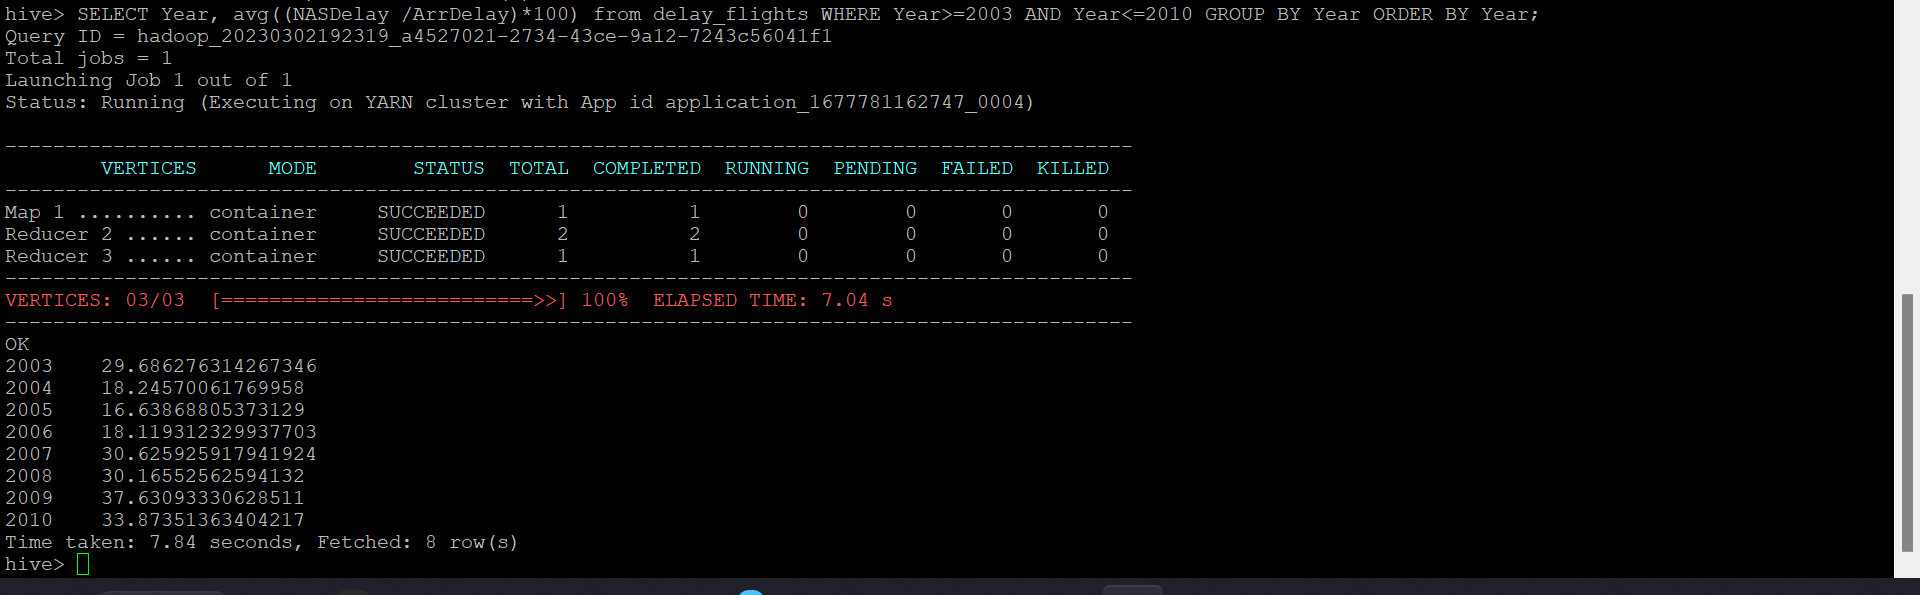 hive> SELECT Year, avg((NASDelay /ArrDelay)*100) from delay_flights WHERE Year>=2003 AND Year<=2010 GROUP BY Year ORDER BY Year;
Query ID = hadoop_20230302192319_a4527021-2734-43ce-9a12-7243c56041f1
Total jobs = 1
Launching Job 1 out of 1
Status: Running (Executing on YARN cluster with App id application_1677781162747_0004)
----------------------------------------------------------------------------------------------
        VERTICES      MODE        STATUS  TOTAL  COMPLETED  RUNNING  PENDING  FAILED  KILLED
----------------------------------------------------------------------------------------------
Map 1 .......... container     SUCCEEDED      1          1        0        0       0       0
Reducer 2 ...... container     SUCCEEDED      2          2        0        0       0       0
Reducer 3 ...... container     SUCCEEDED      1          1        0        0       0       0
----------------------------------------------------------------------------------------------
VERTICES: 03/03  [==========================>>] 100%  ELAPSED TIME: 7.04 s
----------------------------------------------------------------------------------------------
OK
2003    29.686276314267346
2004    18.24570061769958
2005    16.63868805373129
2006    18.119312329937703
2007    30.625925917941924
2008    30.16552562594132
2009    37.63093330628511
2010    33.87351363404217
Time taken: 7.84 seconds, Fetched: 8 row(s)
hive>